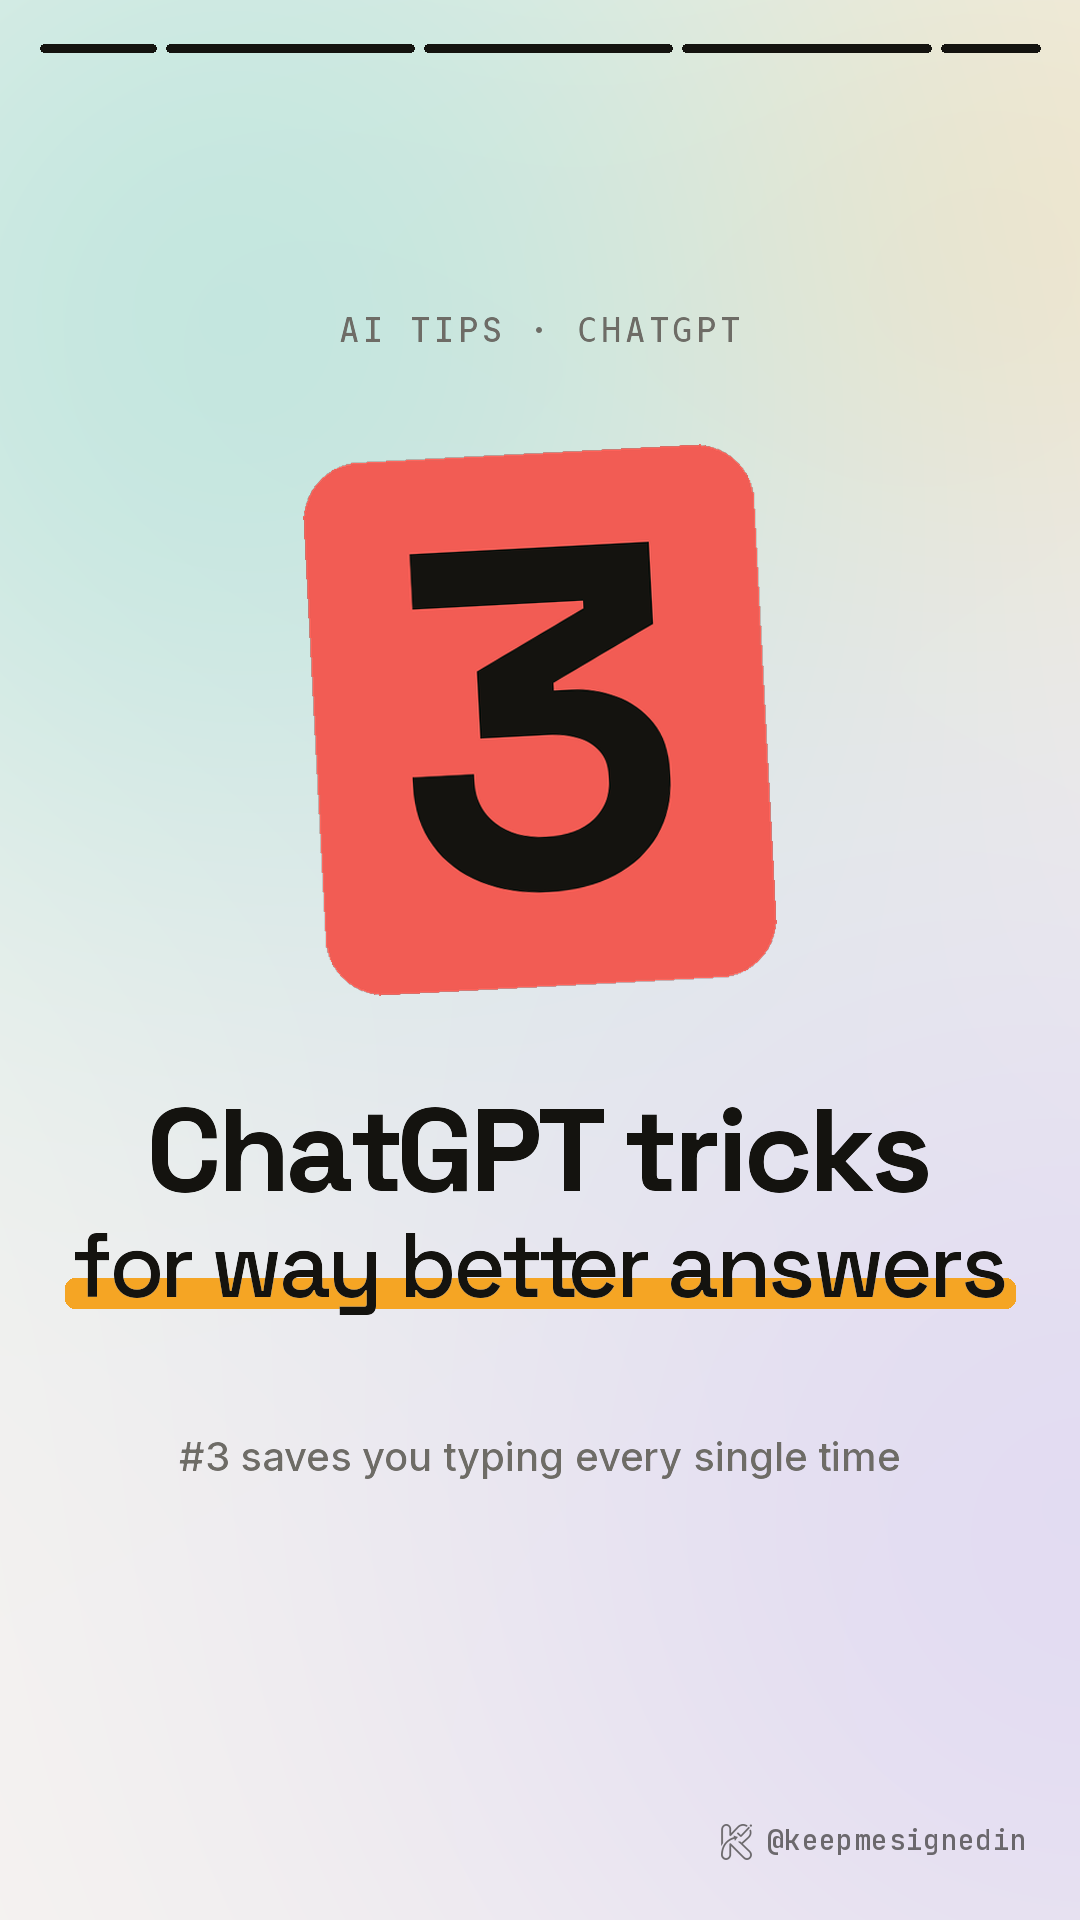 AI TIPS · CHATGPT
3
ChatGPT tricks
for way better answers
#3 saves you typing every single time
@keepmesignedin